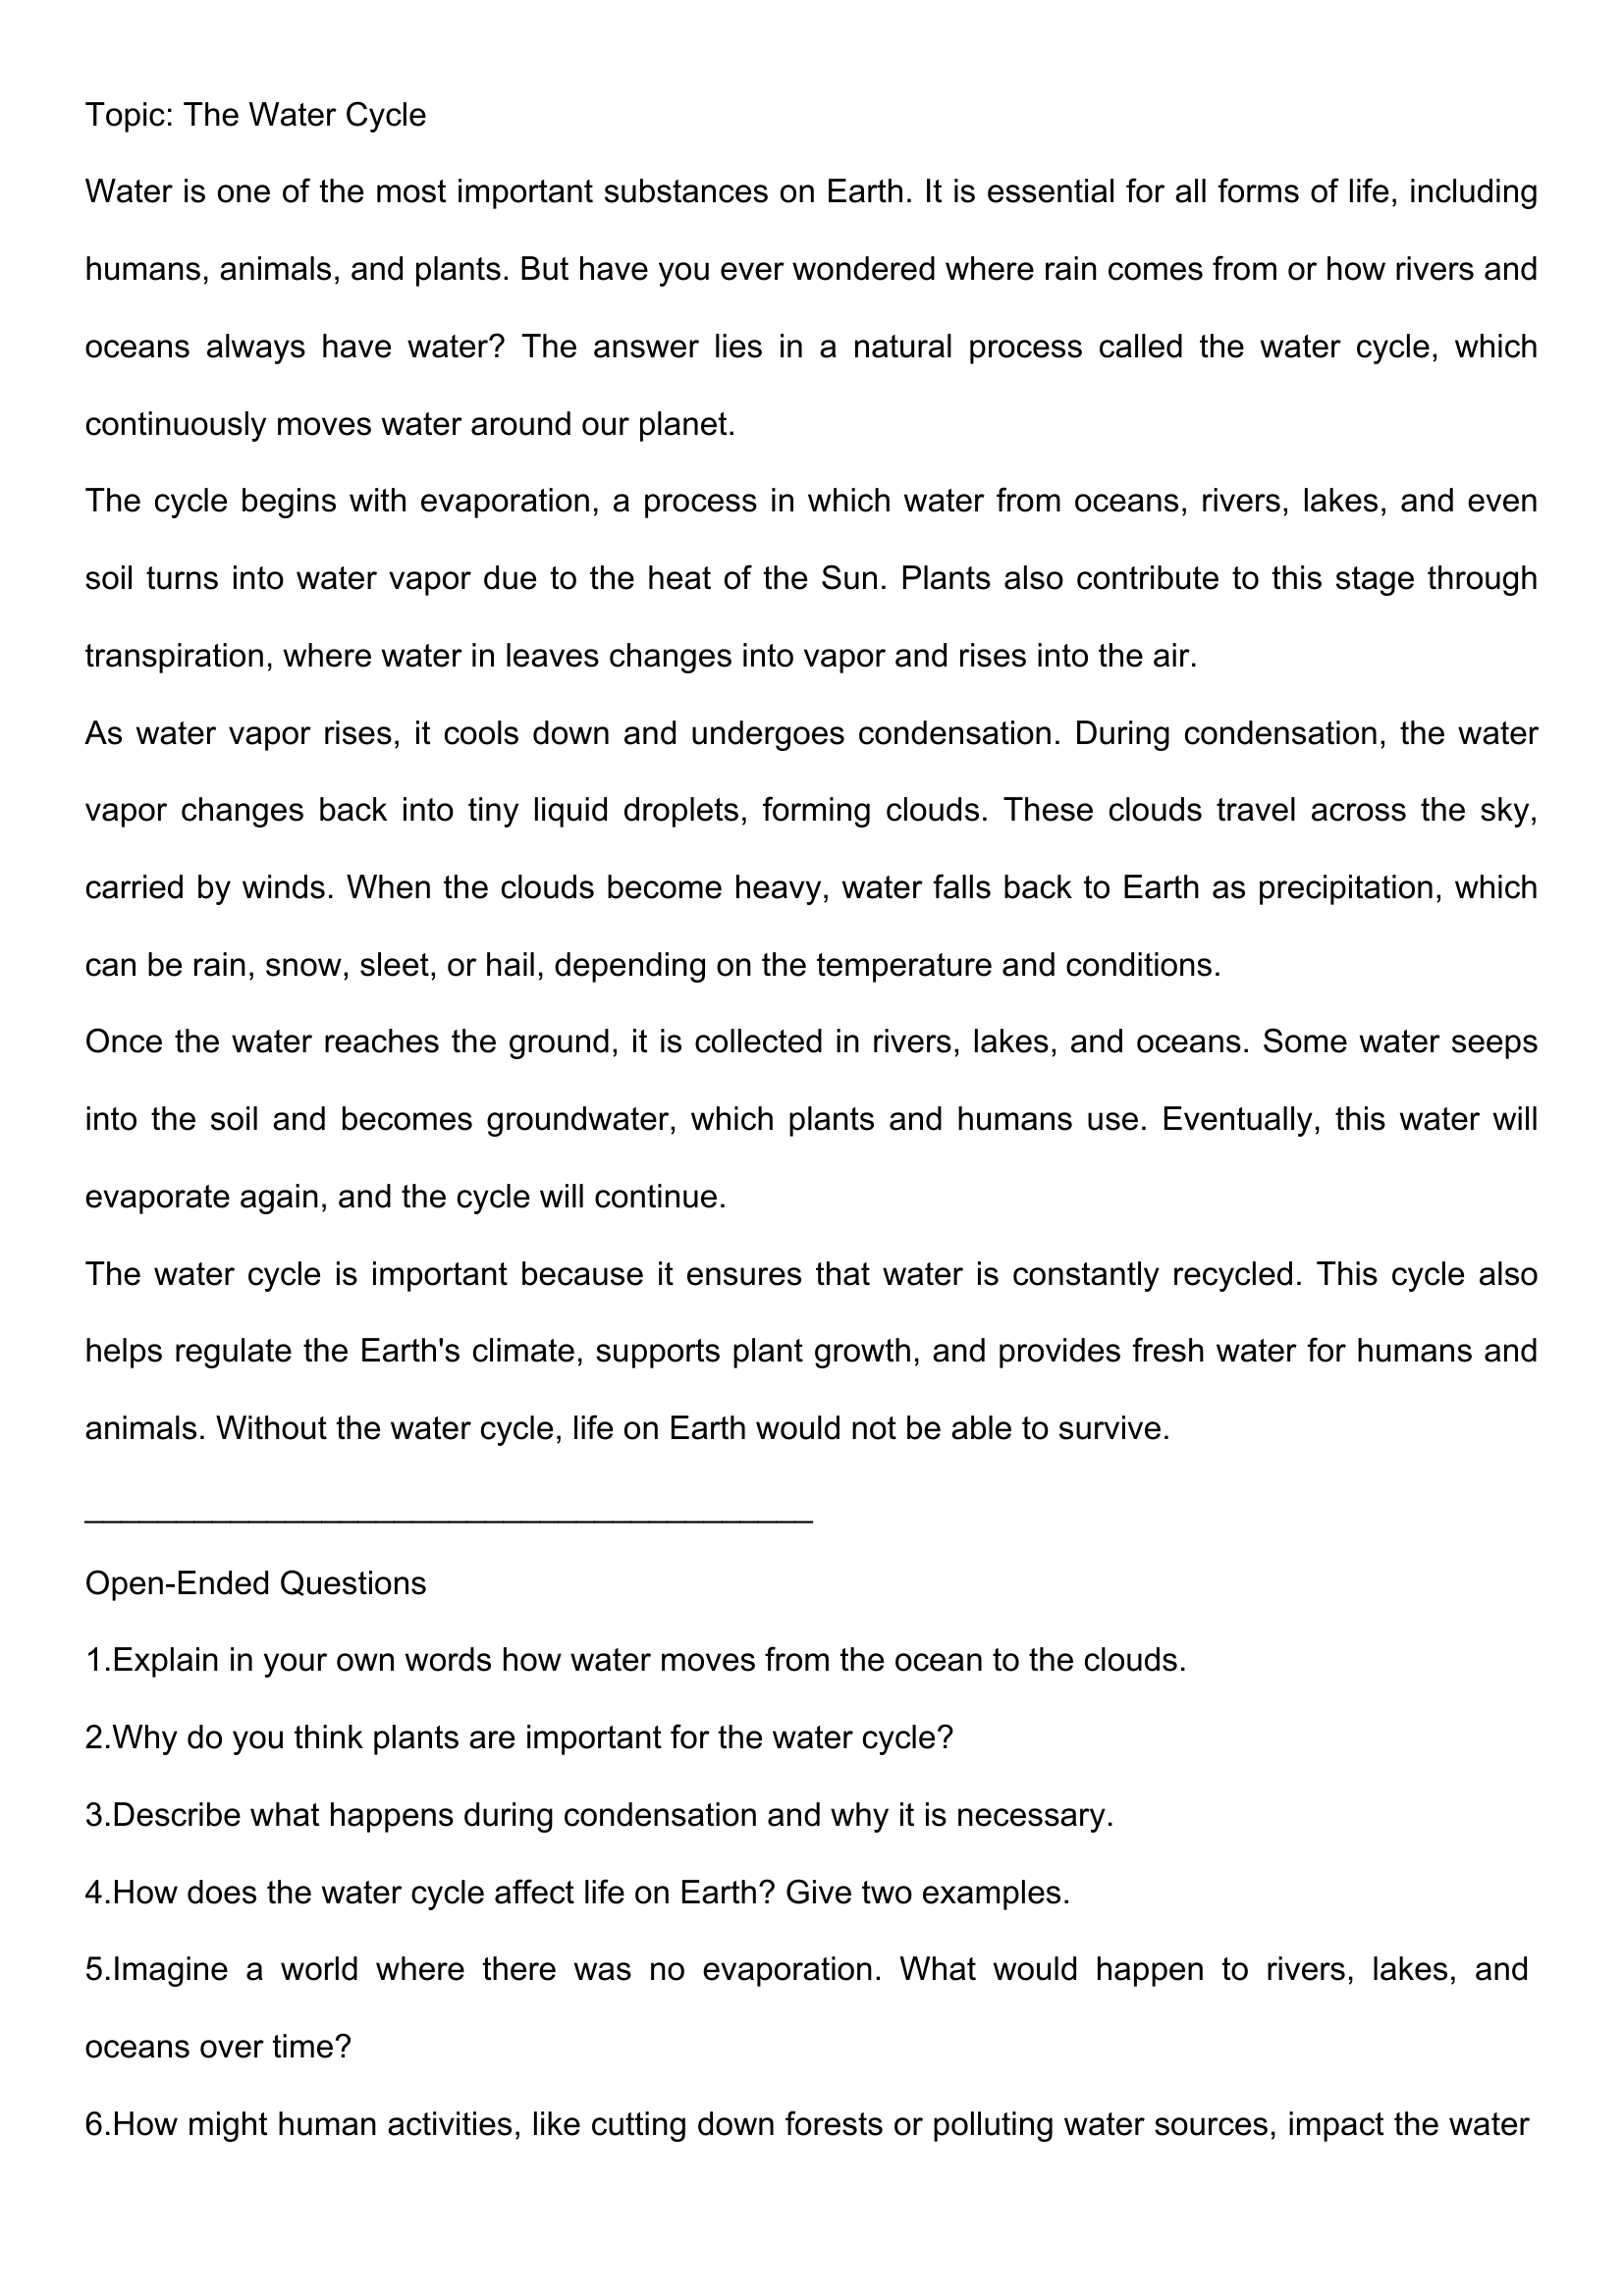 Topic: The Water Cycle
Water is one of the most important substances on Earth. It is essential for all forms of life, including
humans, animals, and plants. But have you ever wondered where rain comes from or how rivers and
oceans always have water? The answer lies in a natural process called the water cycle, which
continuously moves water around our planet.
The cycle begins with evaporation, a process in which water from oceans, rivers, lakes, and even
soil turns into water vapor due to the heat of the Sun. Plants also contribute to this stage through
transpiration, where water in leaves changes into vapor and rises into the air.
As water vapor rises, it cools down and undergoes condensation. During condensation, the water
vapor changes back into tiny liquid droplets, forming clouds. These clouds travel across the sky,
carried by winds. When the clouds become heavy, water falls back to Earth as precipitation, which
can be rain, snow, sleet, or hail, depending on the temperature and conditions.
Once the water reaches the ground, it is collected in rivers, lakes, and oceans. Some water seeps
into the soil and becomes groundwater, which plants and humans use. Eventually, this water will
evaporate again, and the cycle will continue.
The water cycle is important because it ensures that water is constantly recycled. This cycle also
helps regulate the Earth's climate, supports plant growth, and provides fresh water for humans and
animals. Without the water cycle, life on Earth would not be able to survive.
________________________________________
Open-Ended Questions
1.Explain in your own words how water moves from the ocean to the clouds.
2.Why do you think plants are important for the water cycle?
3.Describe what happens during condensation and why it is necessary.
4.How does the water cycle affect life on Earth? Give two examples.
5.Imagine a world where there was no evaporation. What would happen to rivers, lakes, and
oceans over time?
6.How might human activities, like cutting down forests or polluting water sources, impact the water